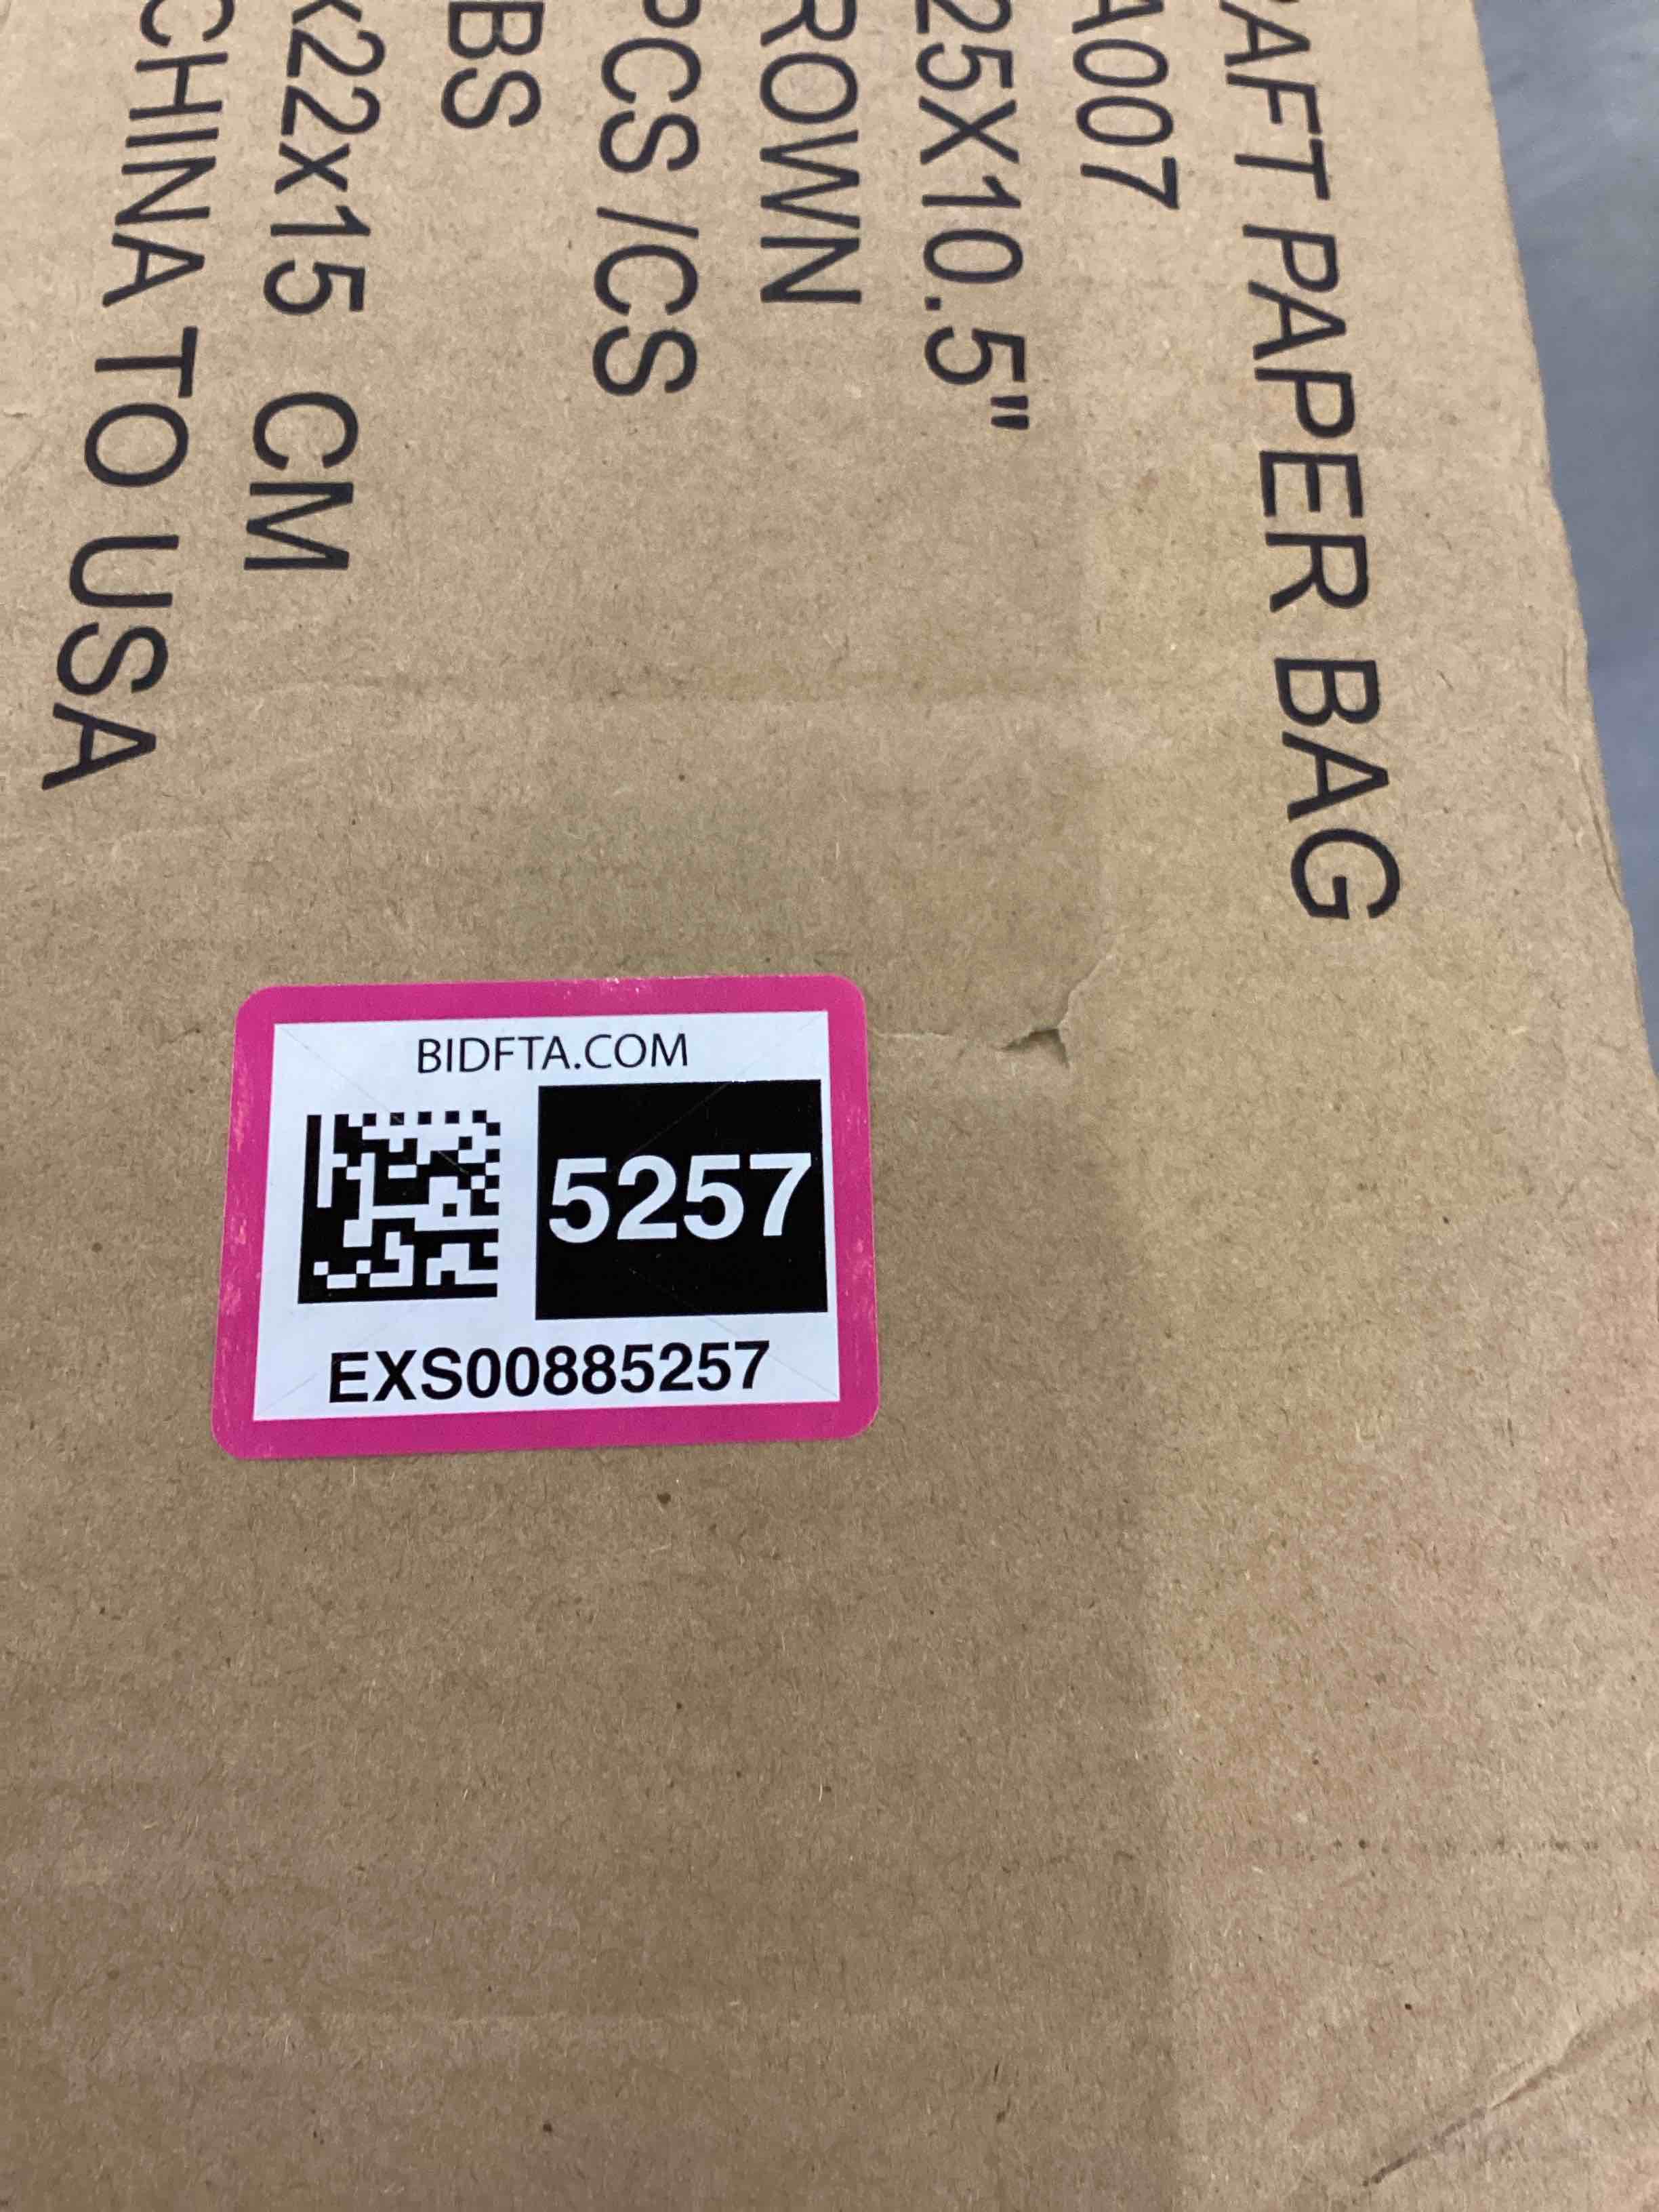 AFT PAPER BAG
A007
25X10.5"
ROWN
PCS /CS
BS
x22x15 CM
CHINA TO USA
BIDFTA.COM
5257
EXS00885257